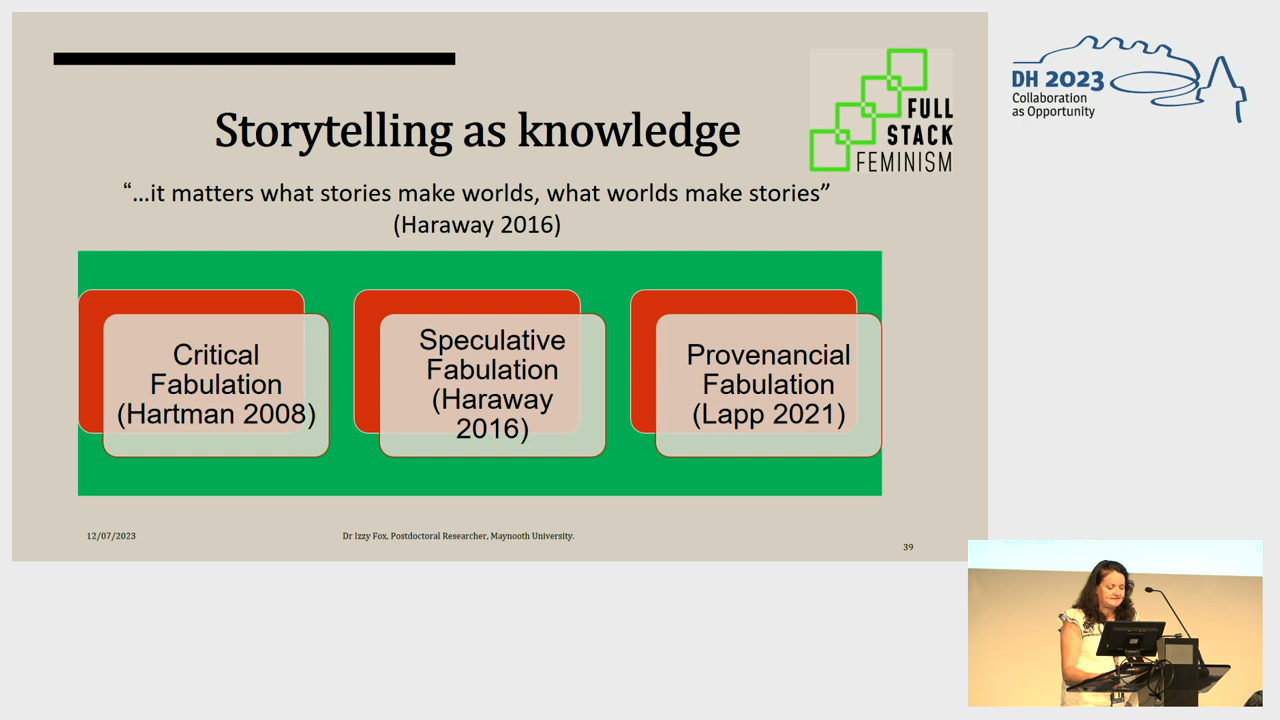 Storytelling as knowledge
FULL
STACK
FEMINISM
“...it matters what stories make worlds, what worlds make stories”
(Haraway 2016)
Critical
Fabulation
(Hartman 2008)
Speculative
Fabulation
(Haraway
2016)
Provenancial
Fabulation
(Lapp 2021)
12/07/2023
Dr Izzy Fox, Postdoctoral Researcher, Maynooth University.
39
DH 2023
Collaboration
as Opportunity